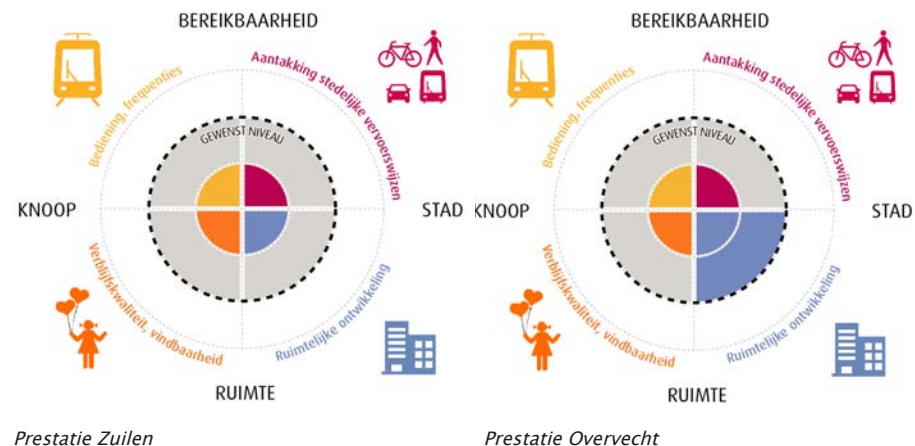 BEREIKBAARHEID
Bediening, frequenties
Aantakking stedelijke
vervoerswijzen
GEWENST NIVEAU
KNOOP
STAD
Verblijfskwaliteit, vindbaarheid
Ruimtelijke ontwikkeling
RUIMTE
Prestatie Zuilen
BEREIKBAARHEID
Bediening, frequenties
Aantakking stedelijke
vervoerswijzen
GEWENST NIVEAU
KNOOP
STAD
Verblijfskwaliteit, vindbaarheid
Ruimtelijke ontwikkeling
RUIMTE
Prestatie Overvecht